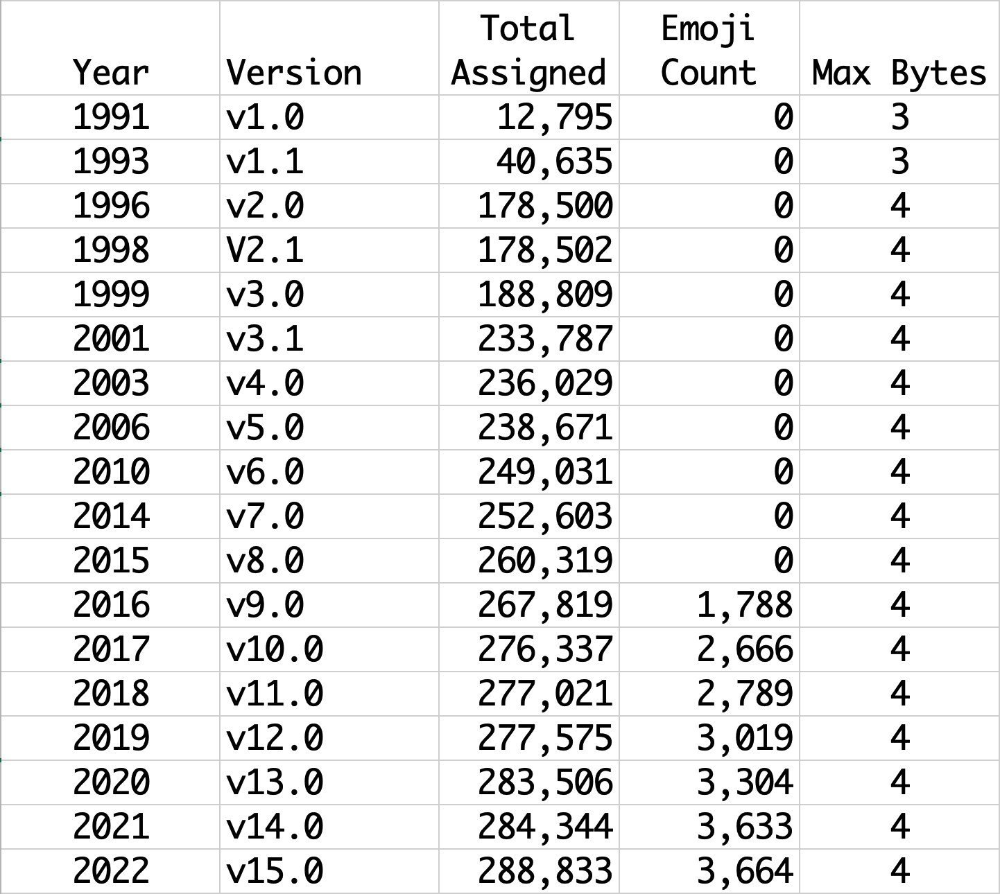 Year Version Total Assigned Emoji Count Max Bytes
1991 v1.0 12,795 0 3
1993 v1.1 40,635 0 3
1996 v2.0 178,500 0 4
1998 V2.1 178,502 0 4
1999 v3.0 188,809 0 4
2001 v3.1 233,787 0 4
2003 v4.0 236,029 0 4
2006 v5.0 238,671 0 4
2010 v6.0 249,031 0 4
2014 v7.0 252,603 0 4
2015 v8.0 260,319 0 4
2016 v9.0 267,819 1,788 4
2017 v10.0 276,337 2,666 4
2018 v11.0 277,021 2,789 4
2019 v12.0 277,575 3,019 4
2020 v13.0 283,506 3,304 4
2021 v14.0 284,344 3,633 4
2022 v15.0 288,833 3,664 4